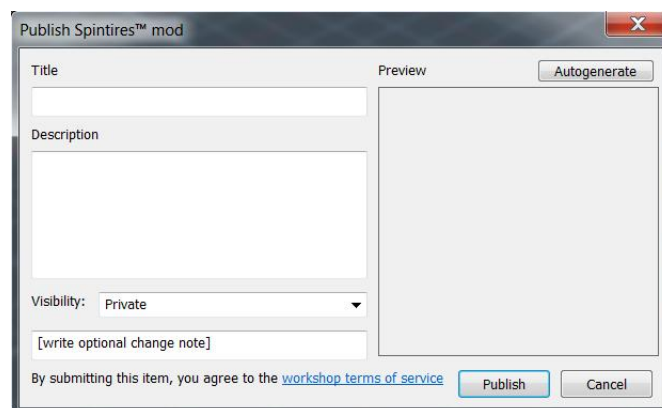 Publish Spintires™ mod
Title
Preview
Autogenerate
Description
Visibility:
Private
[write optional change note]
By submitting this item, you agree to the workshop terms of service
Publish
Cancel